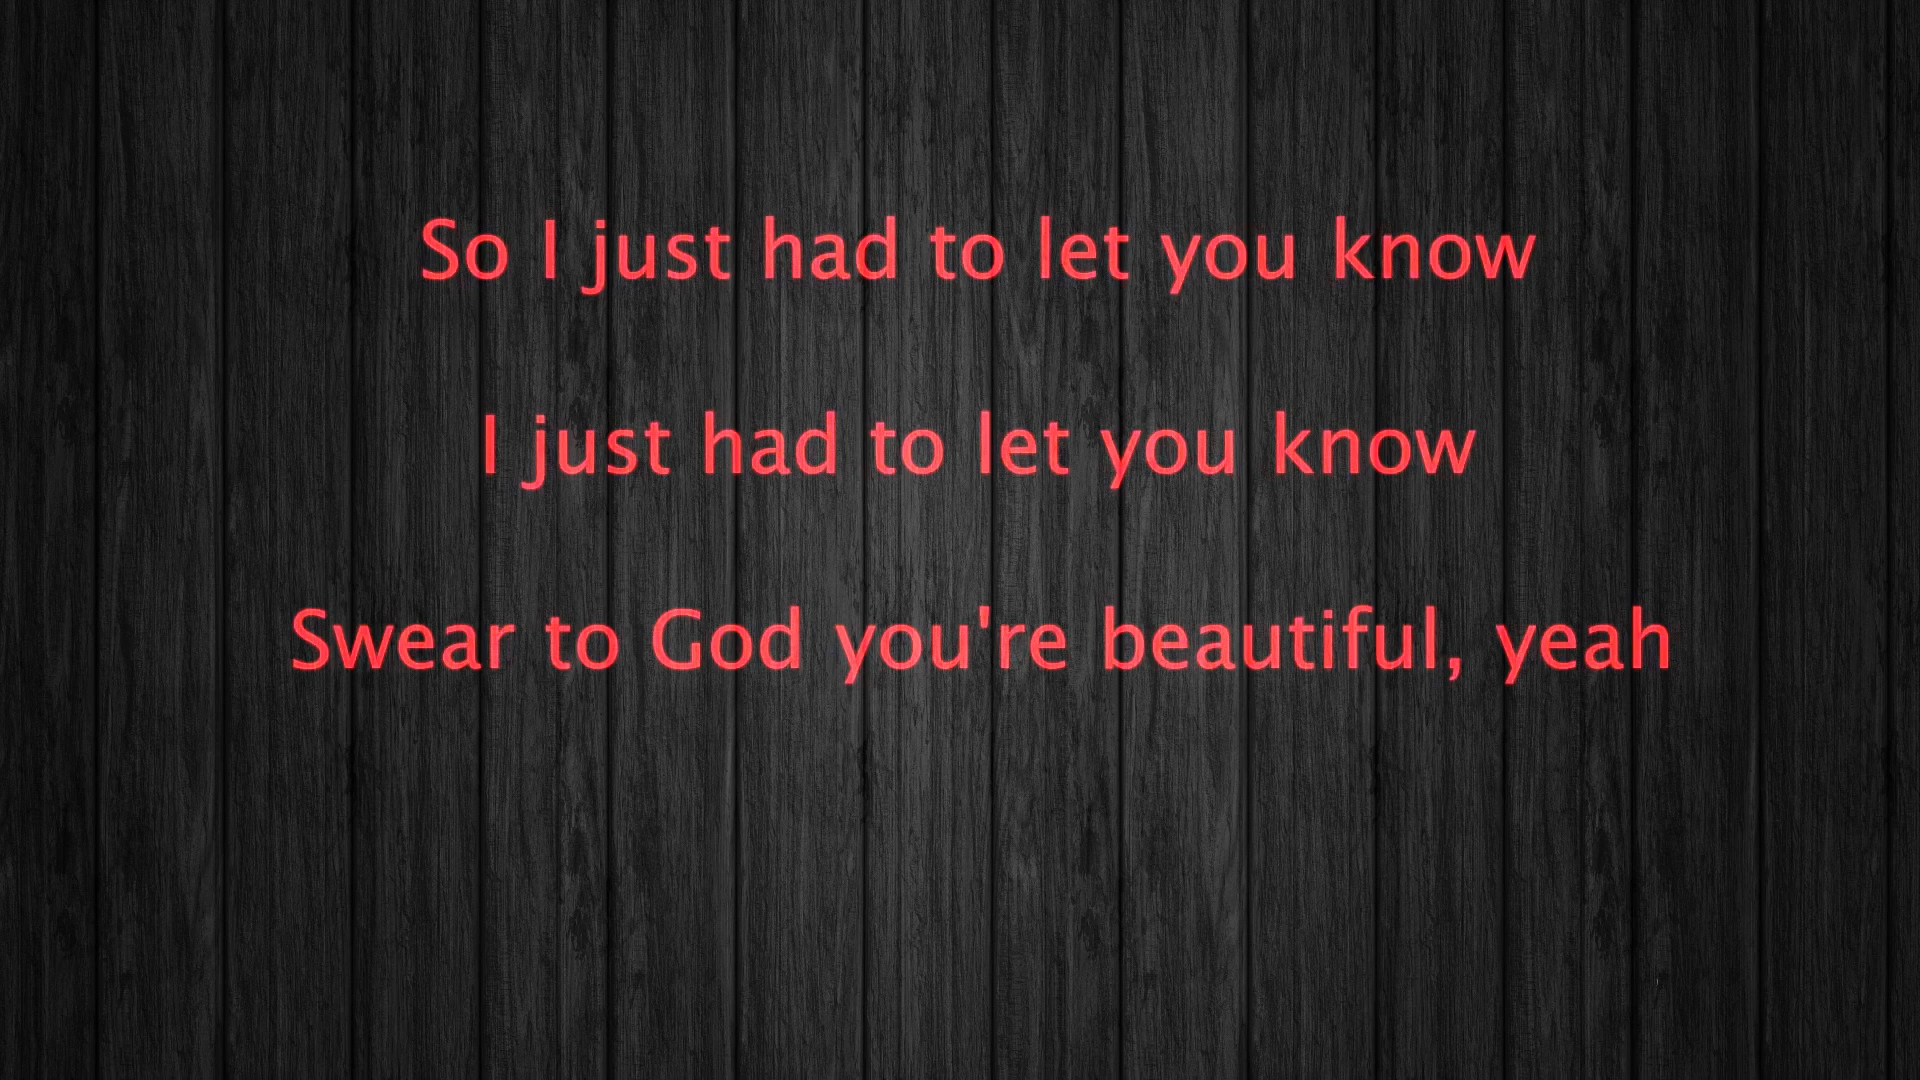 So I just had to let you know
I just had to let you know
Swear to God you're beautiful, yeah